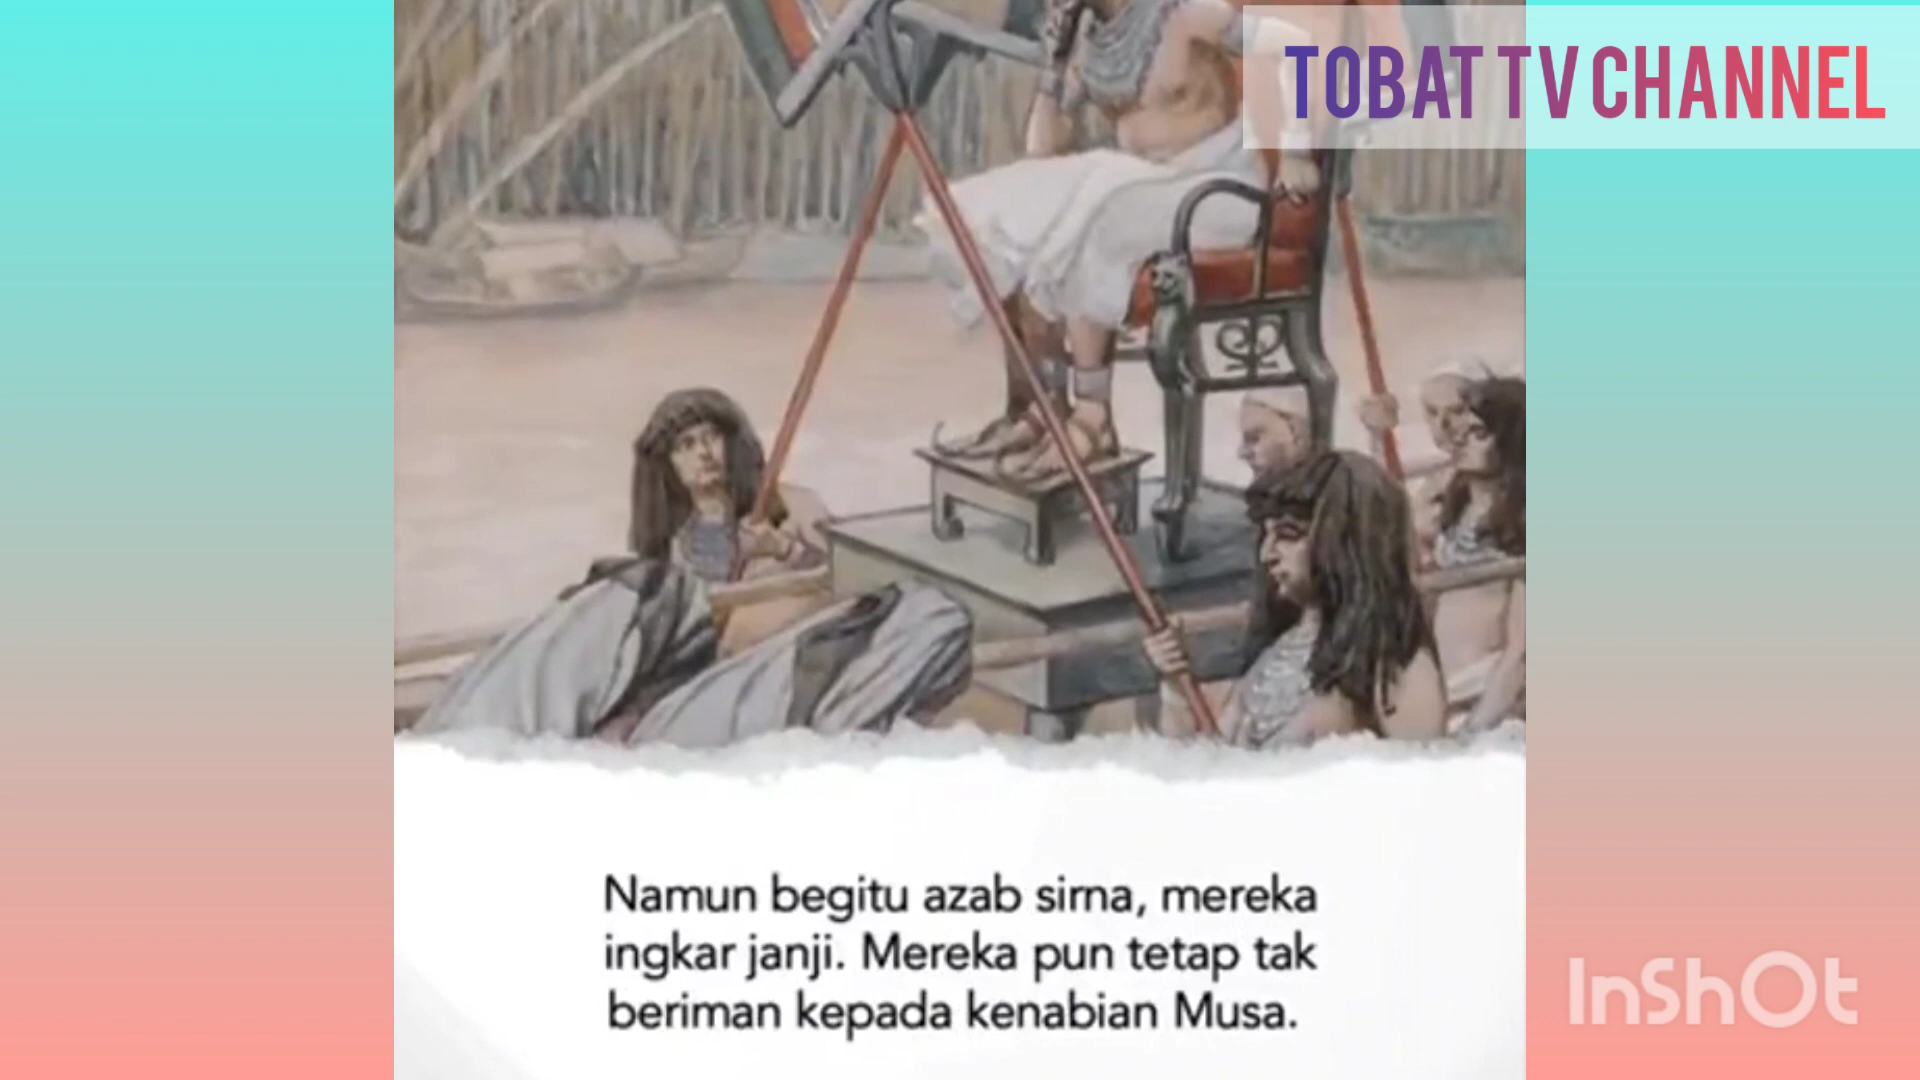 TOBAT TV CHANNEL
Namun begitu azab sirna, mereka
ingkar janji. Mereka pun tetap tak
beriman kepada kenabian Musa.
InShOt